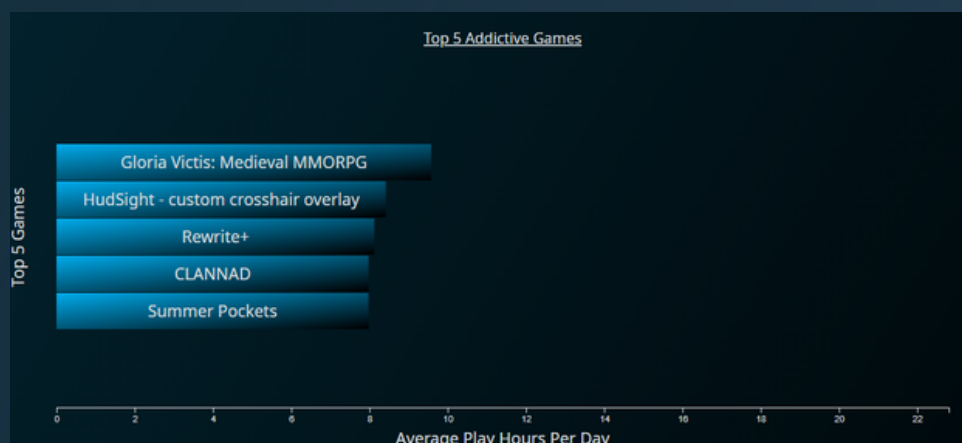 Top 5 Addictive Games
Top 5 Games
Gloria Victis: Medieval MMORPG
HudSight - custom crosshair overlay
Rewrite+
CLANNAD
Summer Pockets
0 2 4 6 8 10 12 14 16 18 20 22
Average Play Hours Per Day